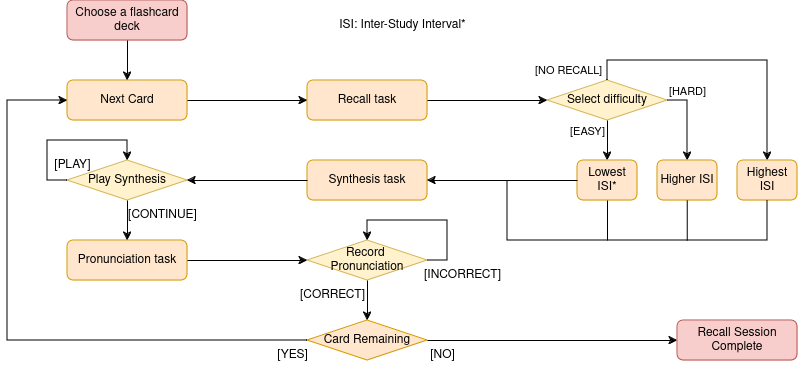 Choose a flashcard
deck
ISI: Inter-Study Interval*
[NO RECALL]
Next Card
Recall task
Select difficulty
[HARD]
[EASY]
[PLAY]
Play Synthesis
Synthesis task
Lowest
ISI*
Higher ISI
Highest
ISI
[CONTINUE]
Pronunciation task
Record
Pronunciation
[INCORRECT]
[CORRECT]
Card Remaining
[YES]
[NO]
Recall Session
Complete